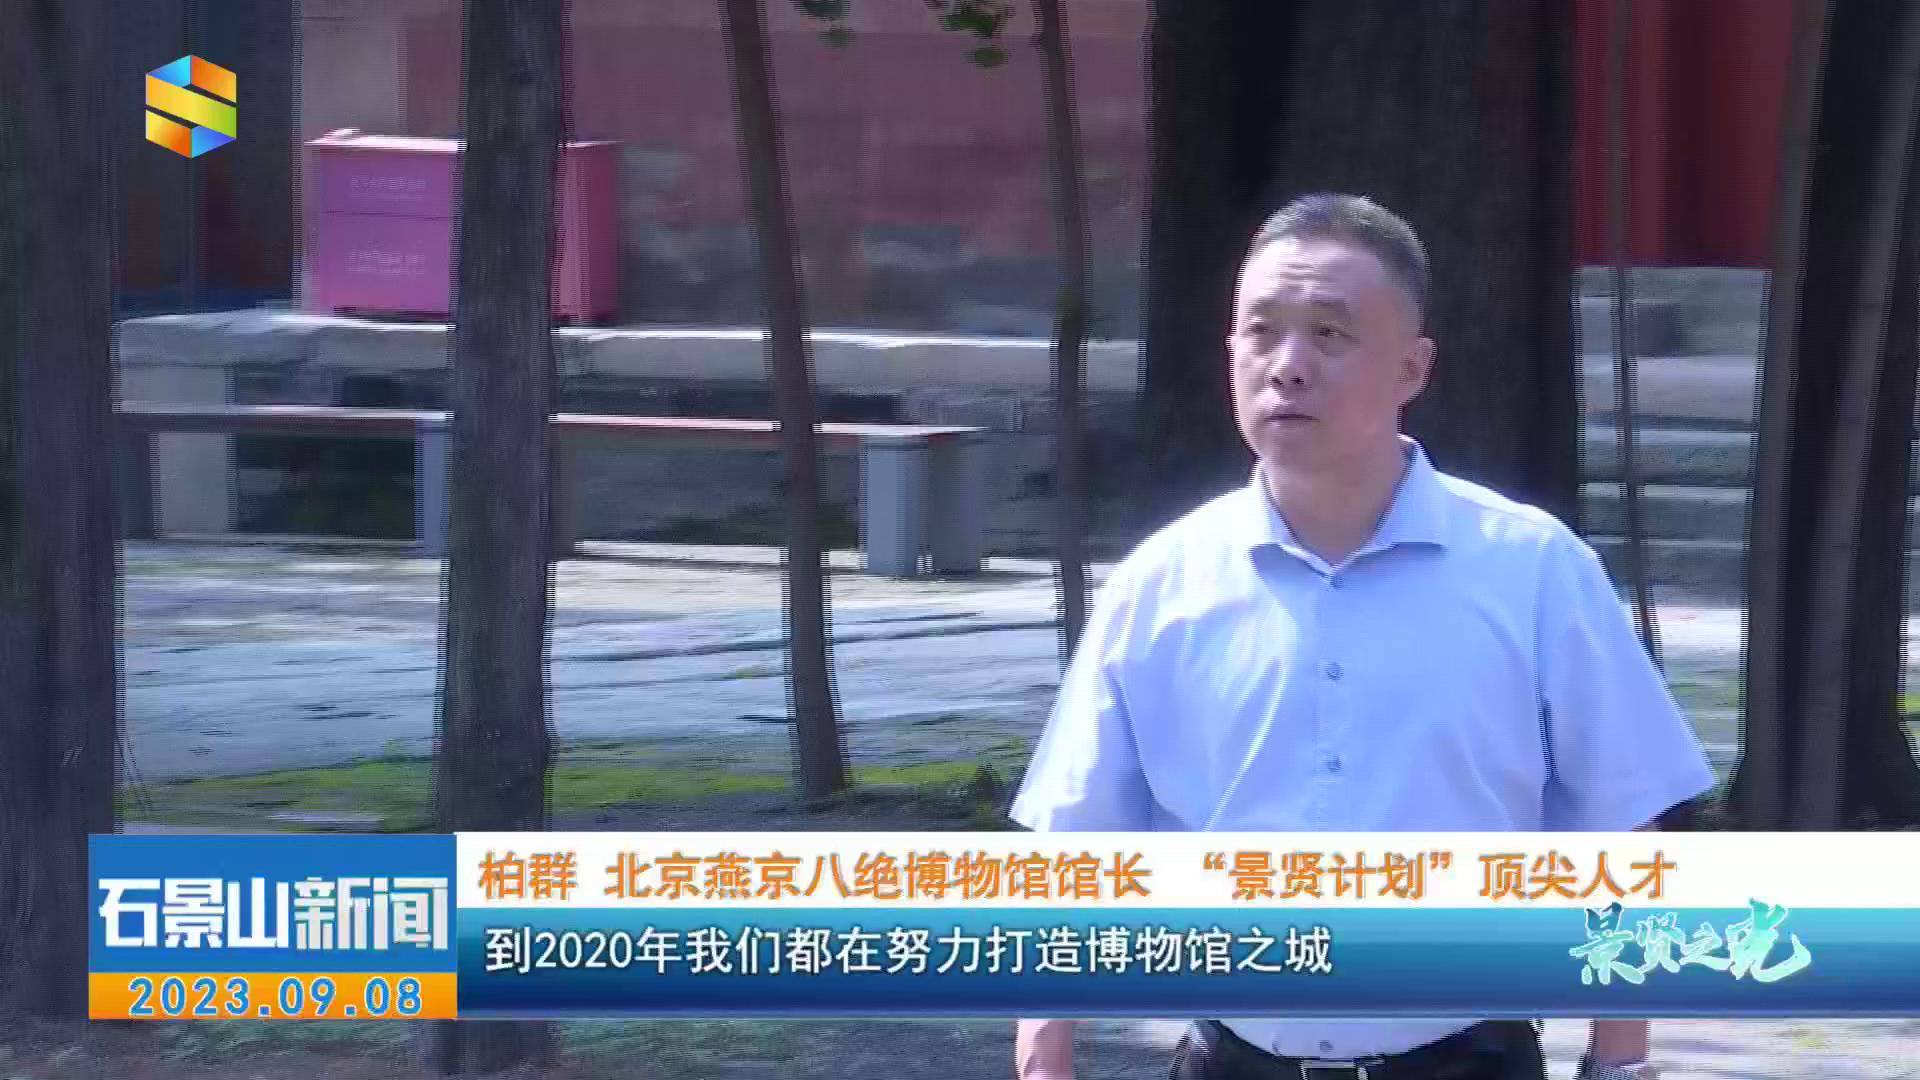 柏群 北京燕京八绝博物馆馆长 “景贤计划”顶尖人才
石景山新闻
到2020年我们都在努力打造博物馆之城
景贤之光
2023.09.08